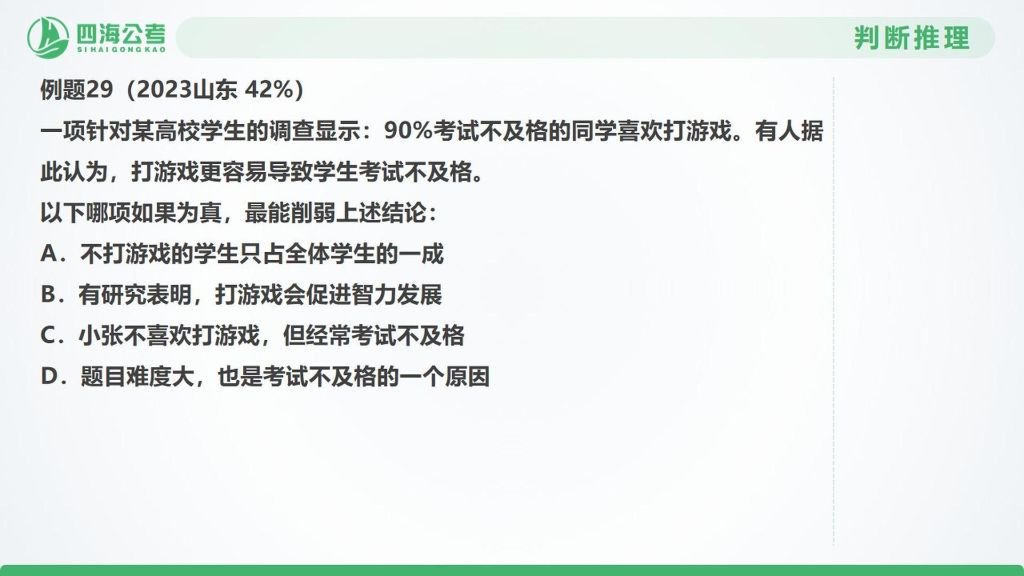 四海公考
SIHAIGONGKAO
判断推理
例题29（2023山东 42%）
一项针对某高校学生的调查显示：90%考试不及格的同学喜欢打游戏。有人据
此认为，打游戏更容易导致学生考试不及格。
以下哪项如果为真，最能削弱上述结论：
A．不打游戏的学生只占全体学生的一成
B．有研究表明，打游戏会促进智力发展
C．小张不喜欢打游戏，但经常考试不及格
D．题目难度大，也是考试不及格的一个原因